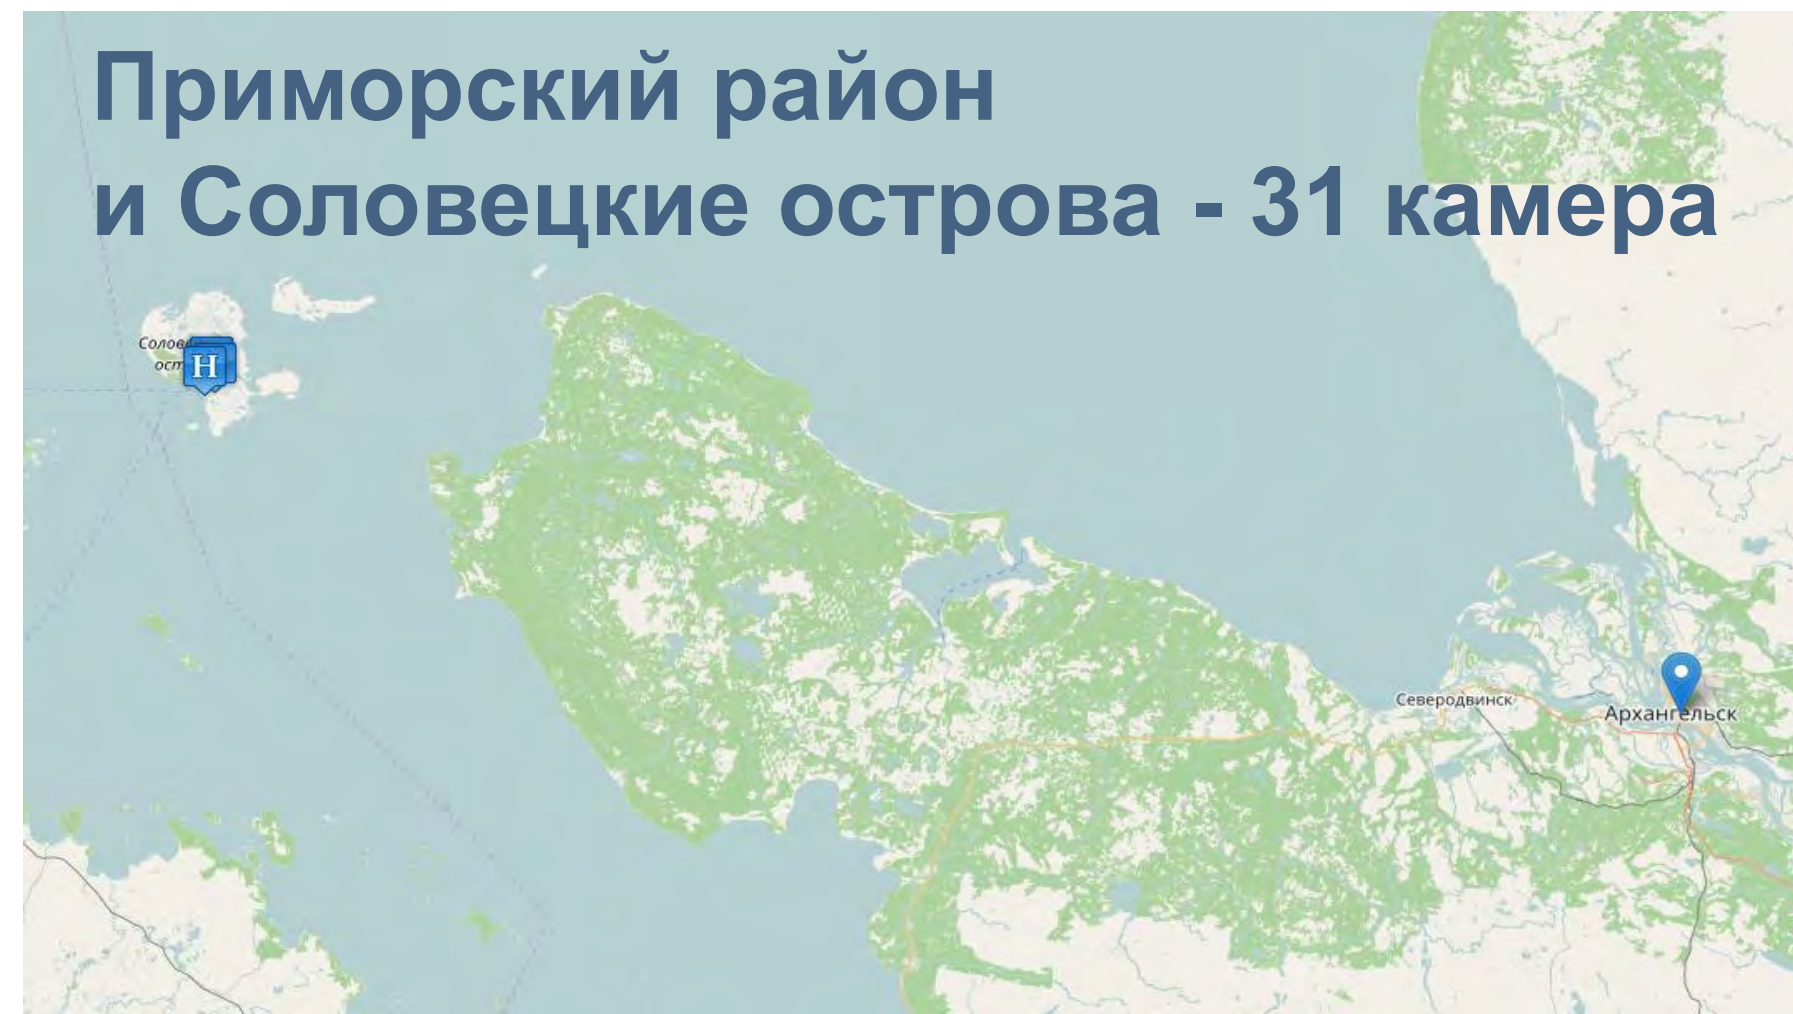 Приморский район
и Соловецкие острова - 31 камера
H
Северодвинск
Архангельск